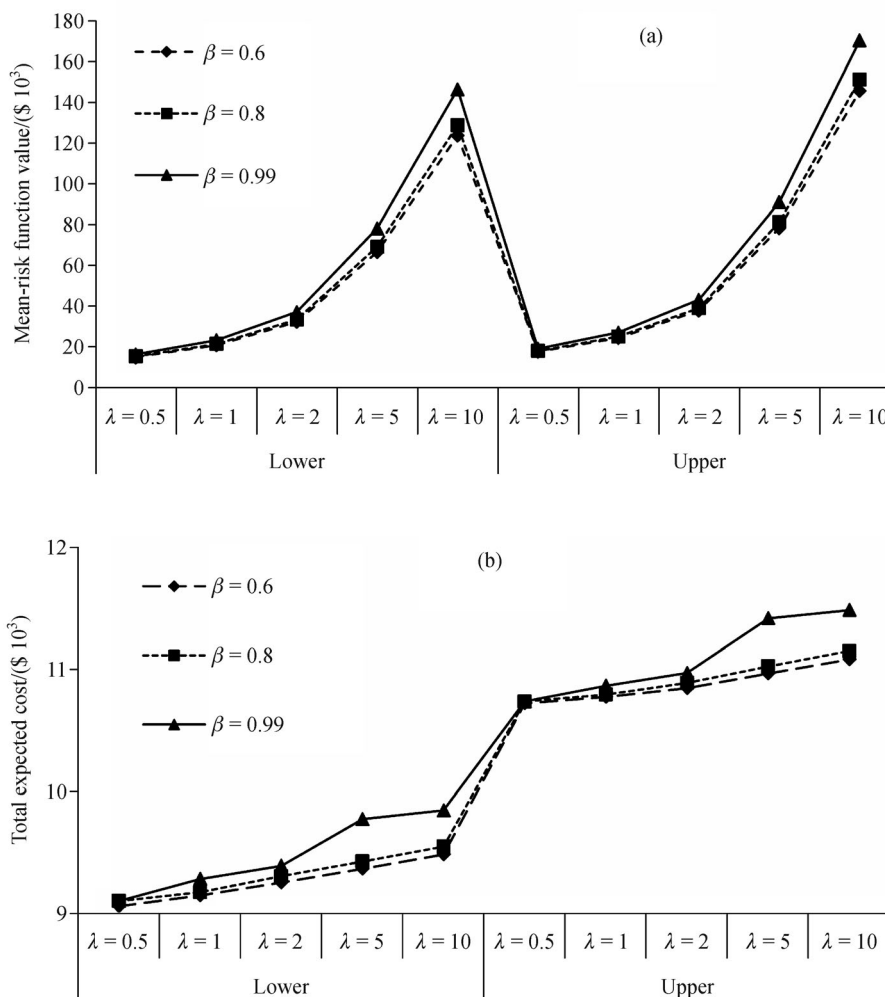 (a)
Mean-risk function value/($ 10³)
180
160
140
120
100
80
60
40
20
0
β = 0.6
β = 0.8
β = 0.99
λ = 0.5 λ = 1 λ = 2 λ = 5 λ = 10 λ = 0.5 λ = 1 λ = 2 λ = 5 λ = 10
Lower Upper
(b)
Total expected cost/($ 10³)
12
11
10
9
β = 0.6
β = 0.8
β = 0.99
λ = 0.5 λ = 1 λ = 2 λ = 5 λ = 10 λ = 0.5 λ = 1 λ = 2 λ = 5 λ = 10
Lower Upper